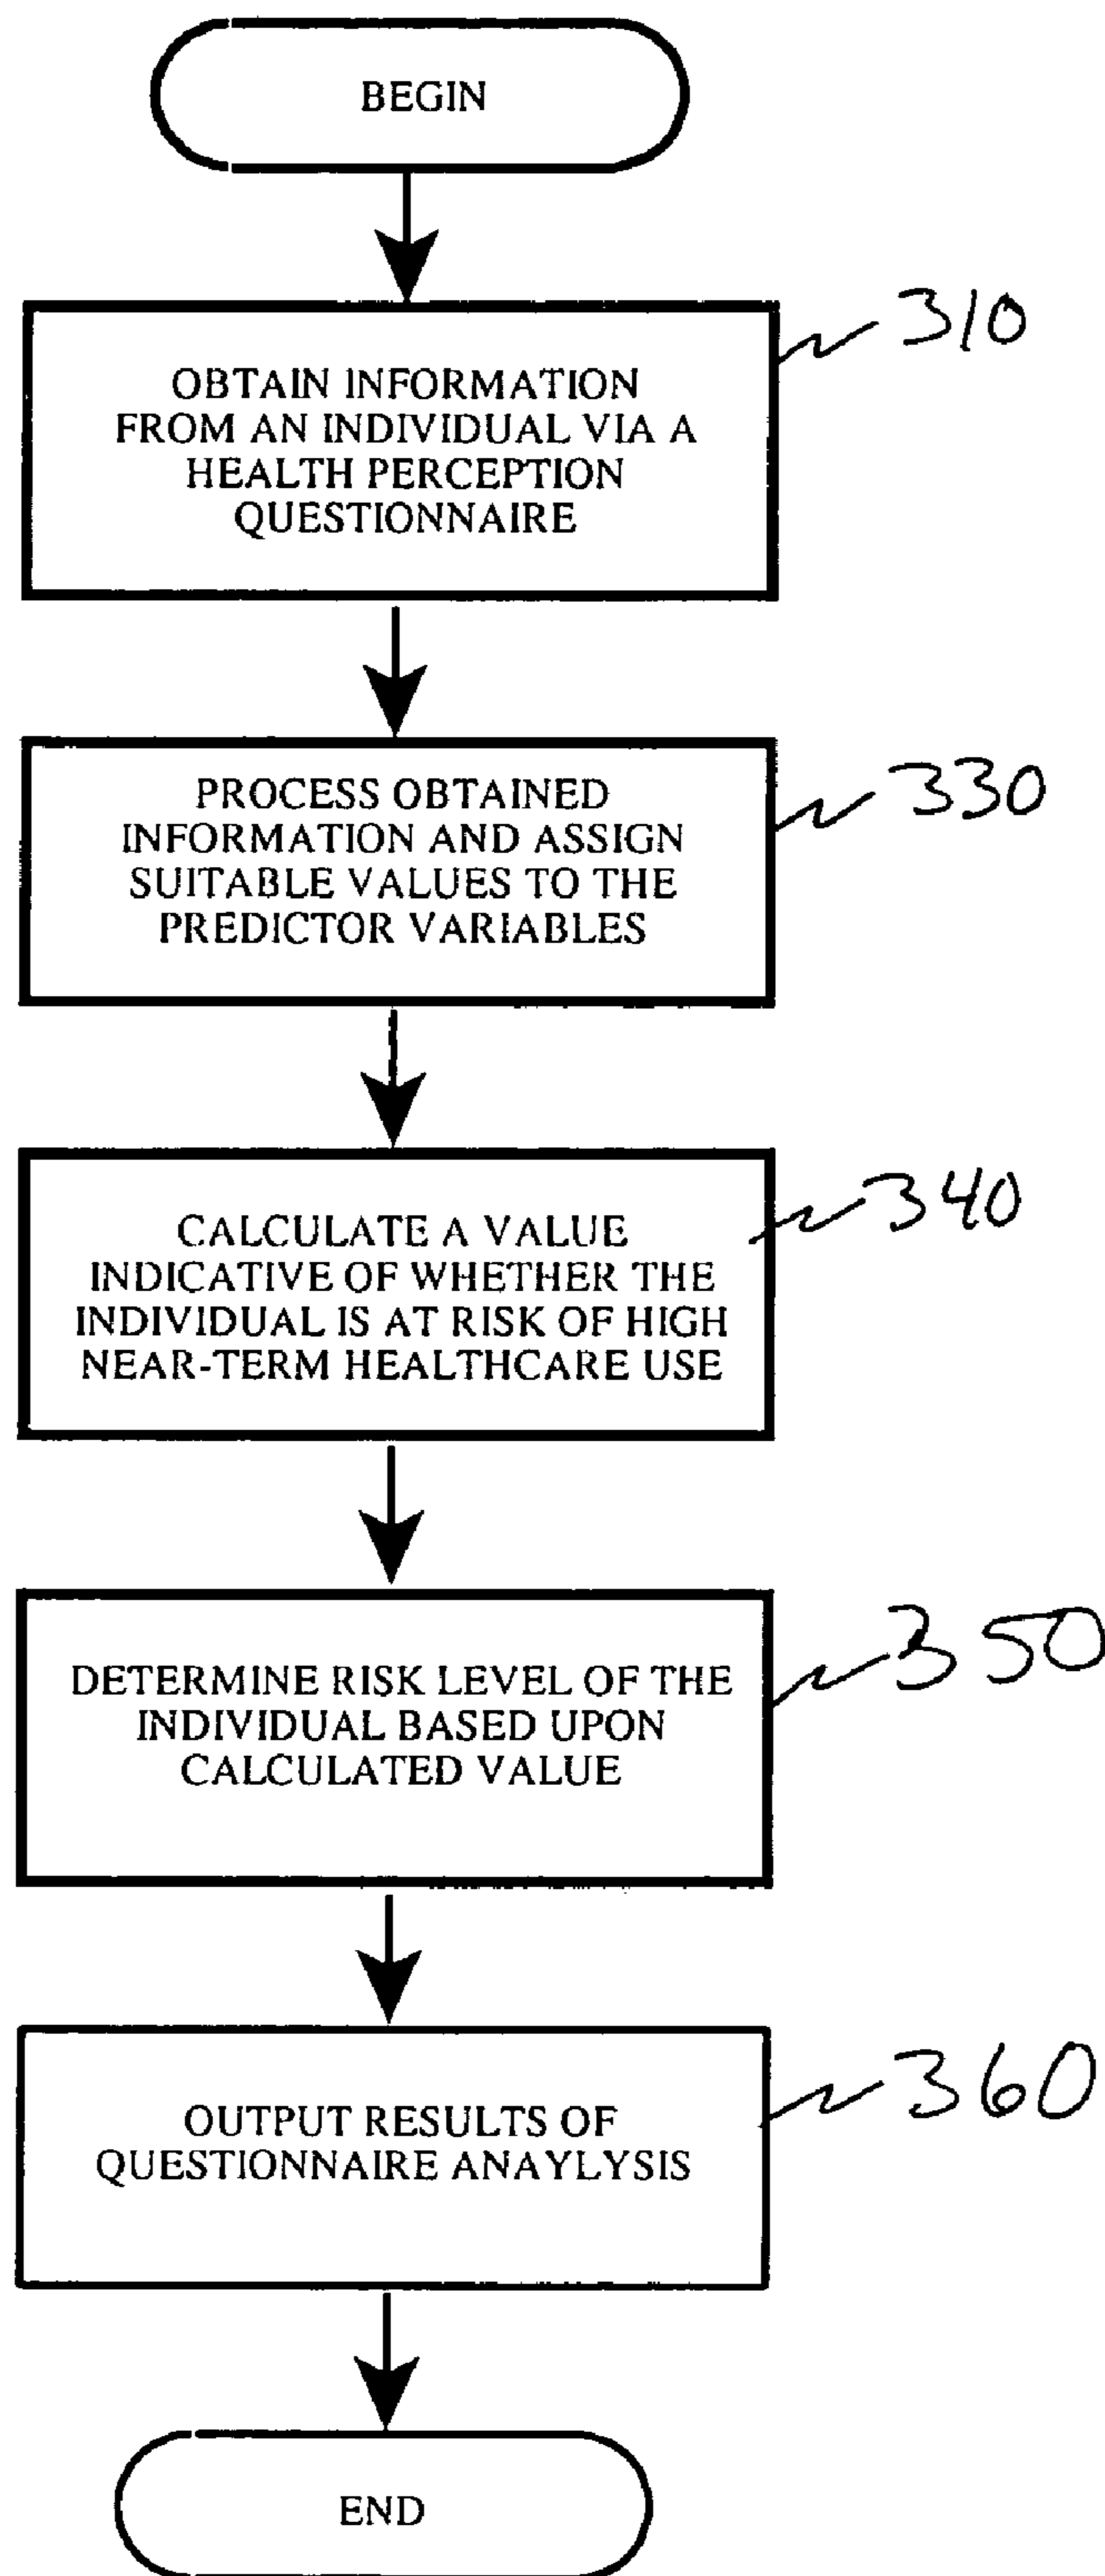 BEGIN
310
OBTAIN INFORMATION
FROM AN INDIVIDUAL VIA A
HEALTH PERCEPTION
QUESTIONNAIRE
330
PROCESS OBTAINED
INFORMATION AND ASSIGN
SUITABLE VALUES TO THE
PREDICTOR VARIABLES
340
CALCULATE A VALUE
INDICATIVE OF WHETHER THE
INDIVIDUAL IS AT RISK OF HIGH
NEAR-TERM HEALTHCARE USE
350
DETERMINE RISK LEVEL OF THE
INDIVIDUAL BASED UPON
CALCULATED VALUE
360
OUTPUT RESULTS OF
QUESTIONNAIRE ANAYLYSIS
END